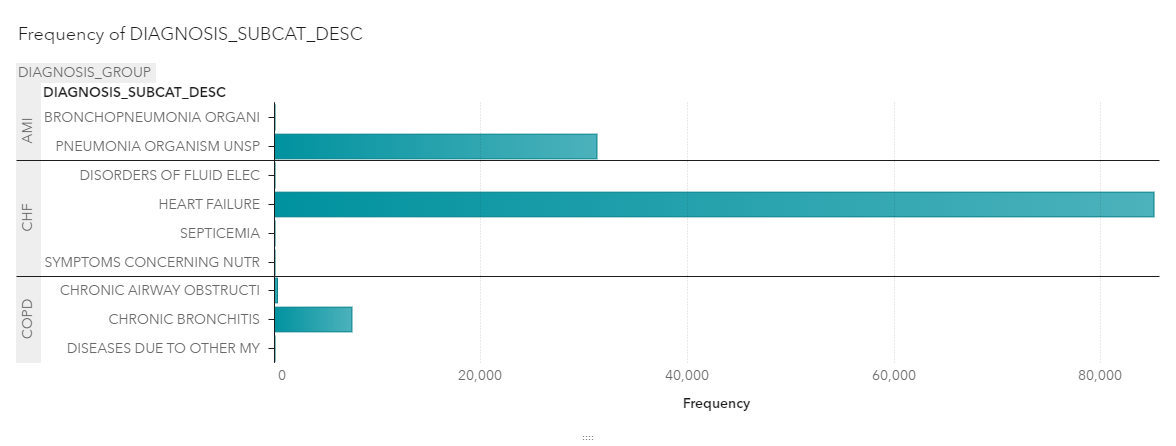 Frequency of DIAGNOSIS_SUBCAT_DESC
DIAGNOSIS_GROUP
DIAGNOSIS_SUBCAT_DESC
AMI
BRONCHOPNEUMONIA ORGANI
PNEUMONIA ORGANISM UNSP
CHF
DISORDERS OF FLUID ELEC
HEART FAILURE
SEPTICEMIA
SYMPTOMS CONCERNING NUTR
COPD
CHRONIC AIRWAY OBSTRUCTI
CHRONIC BRONCHITIS
DISEASES DUE TO OTHER MY
0 20,000 40,000 60,000 80,000
Frequency